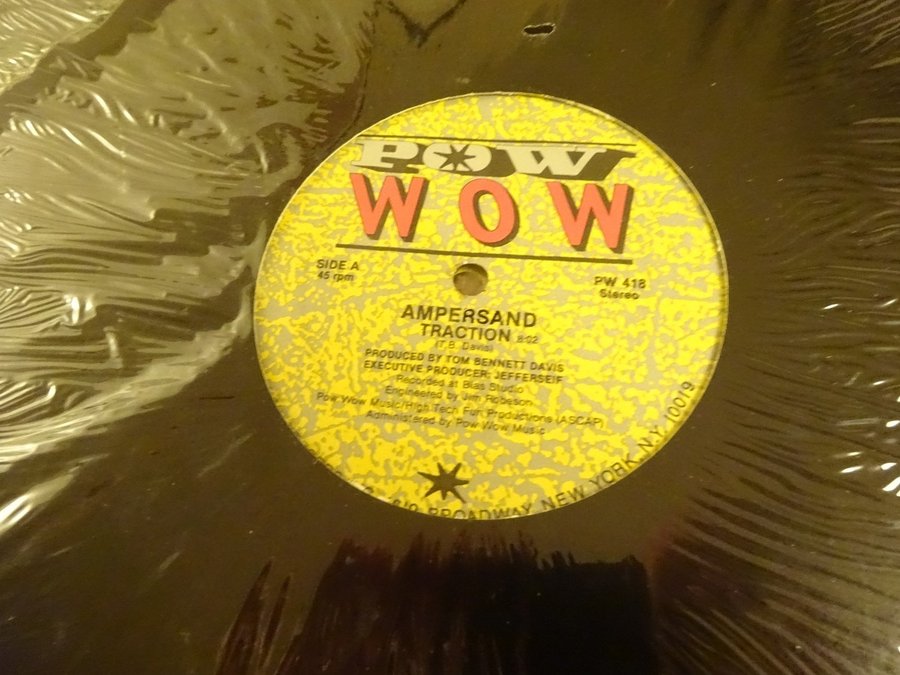 POW
WOW
SIDE A
45 rpm
PW 418
Stereo
AMPERSAND
TRACTION 8:02
(T.B. Davis)
PRODUCED BY TOM BENNETT DAVIS
EXECUTIVE PRODUCER: JEFFERSEIF
Recorded at Bias Studio
Engineered by Jim Robeson
Pow Wow Music/High Tech Fun Productions (ASCAP)
Administered by Pow Wow Music
BROADWAY, NEW YORK, N.Y. 10019